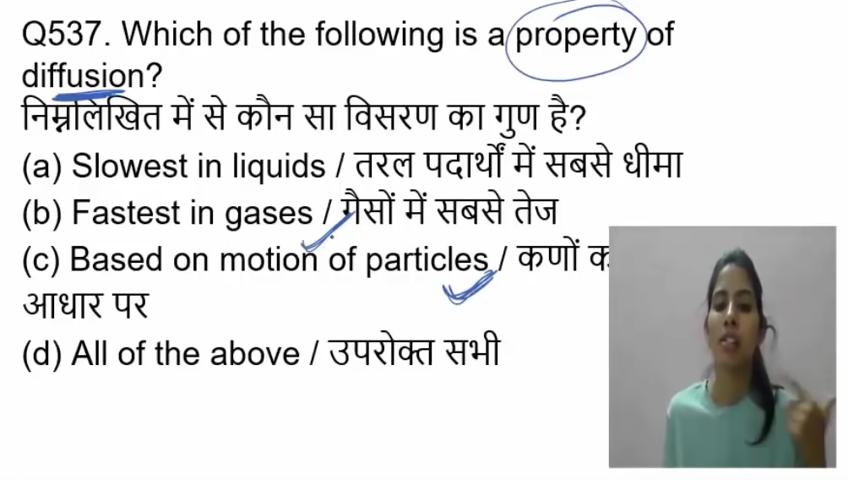 Q537. Which of the following is a property of
diffusion?
निम्नलिखित में से कौन सा विसरण का गुण है?
(a) Slowest in liquids / तरल पदार्थों में सबसे धीमा
(b) Fastest in gases / गैसों में सबसे तेज
(c) Based on motion of particles / कणों
आधार पर
(d) All of the above / उपरोक्त सभी